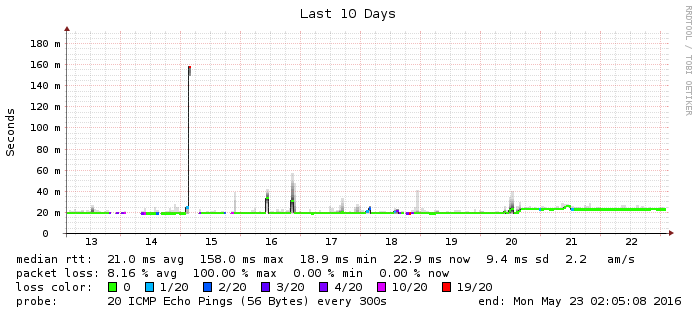 Last 10 Days
RRDTOOL / TOBI OETIKER
Seconds
180 m
160 m
140 m
120 m
100 m
80 m
60 m
40 m
20 m
0
13 14 15 16 17 18 19 20 21 22
median rtt: 21.0 ms avg 158.0 ms max 18.9 ms min 22.9 ms now 9.4 ms sd 2.2 am/s
packet loss: 8.16 % avg 100.00 % max 0.00 % min 0.00 % now
loss color: 0 1/20 2/20 3/20 4/20 10/20 19/20
probe: 20 ICMP Echo Pings (56 Bytes) every 300s end: Mon May 23 02:05:08 2016